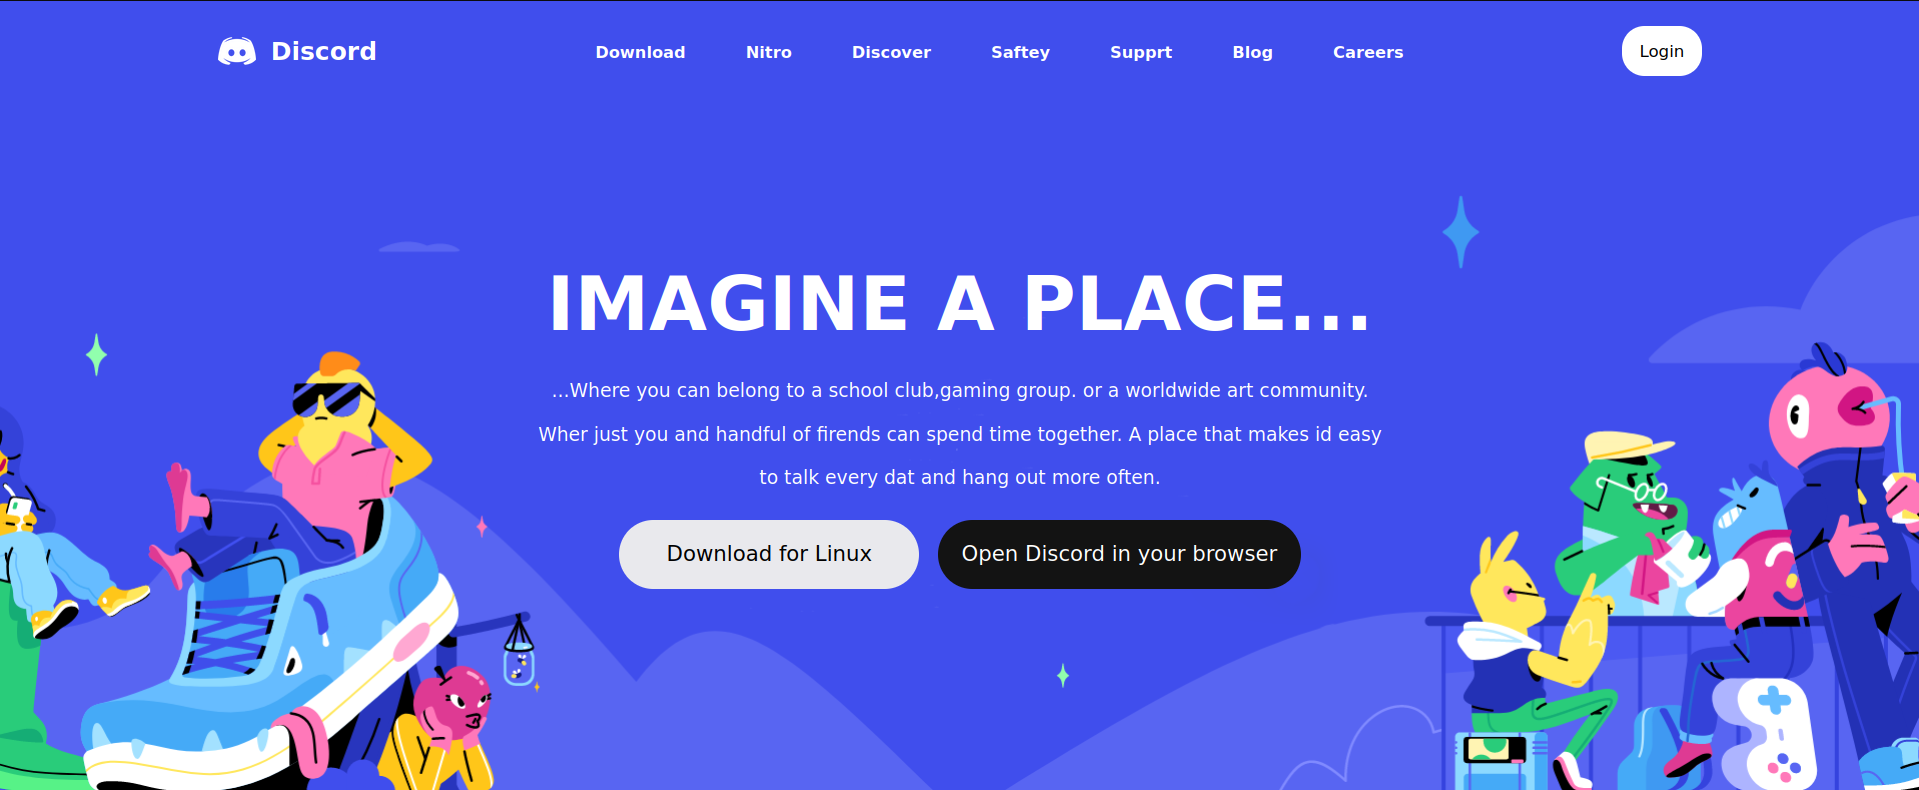 Discord Download Nitro Discover Saftey Supprt Blog Careers Login
IMAGINE A PLACE...
...Where you can belong to a school club,gaming group. or a worldwide art community.
Wher just you and handful of firends can spend time together. A place that makes id easy
to talk every dat and hang out more often.
Download for Linux Open Discord in your browser